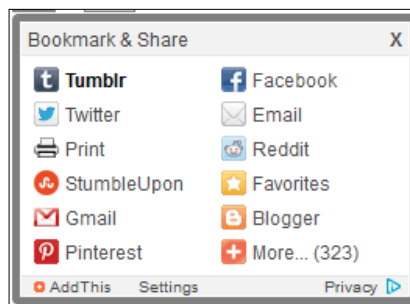 Bookmark & Share X
Tumblr Facebook
Twitter Email
Print Reddit
StumbleUpon Favorites
Gmail Blogger
Pinterest More... (323)
AddThis Settings Privacy